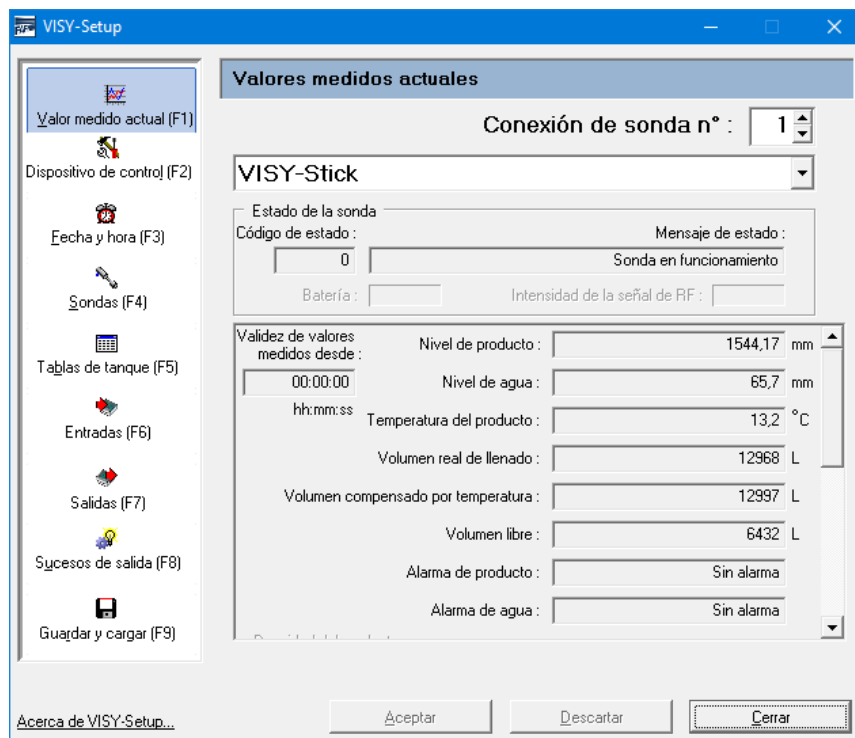 VISY-Setup
Valor medido actual (F1)
Dispositivo de control (F2)
Fecha y hora (F3)
Sondas (F4)
Tablas de tanque (F5)
Entradas (F6)
Salidas (F7)
Sucesos de salida (F8)
Guardar y cargar (F9)
Acerca de VISY-Setup...
Valores medidos actuales
Conexión de sonda n° : 1
VISY-Stick
Estado de la sonda
Código de estado : Mensaje de estado :
0 Sonda en funcionamiento
Batería : Intensidad de la señal de RF :
Validez de valores
medidos desde :
00:00:00
hh:mm:ss
Nivel de producto : 1544,17 mm
Nivel de agua : 65,7 mm
Temperatura del producto : 13,2 °C
Volumen real de llenado : 12968 L
Volumen compensado por temperatura : 12997 L
Volumen libre : 6432 L
Alarma de producto : Sin alarma
Alarma de agua : Sin alarma
Aceptar Descartar Cerrar